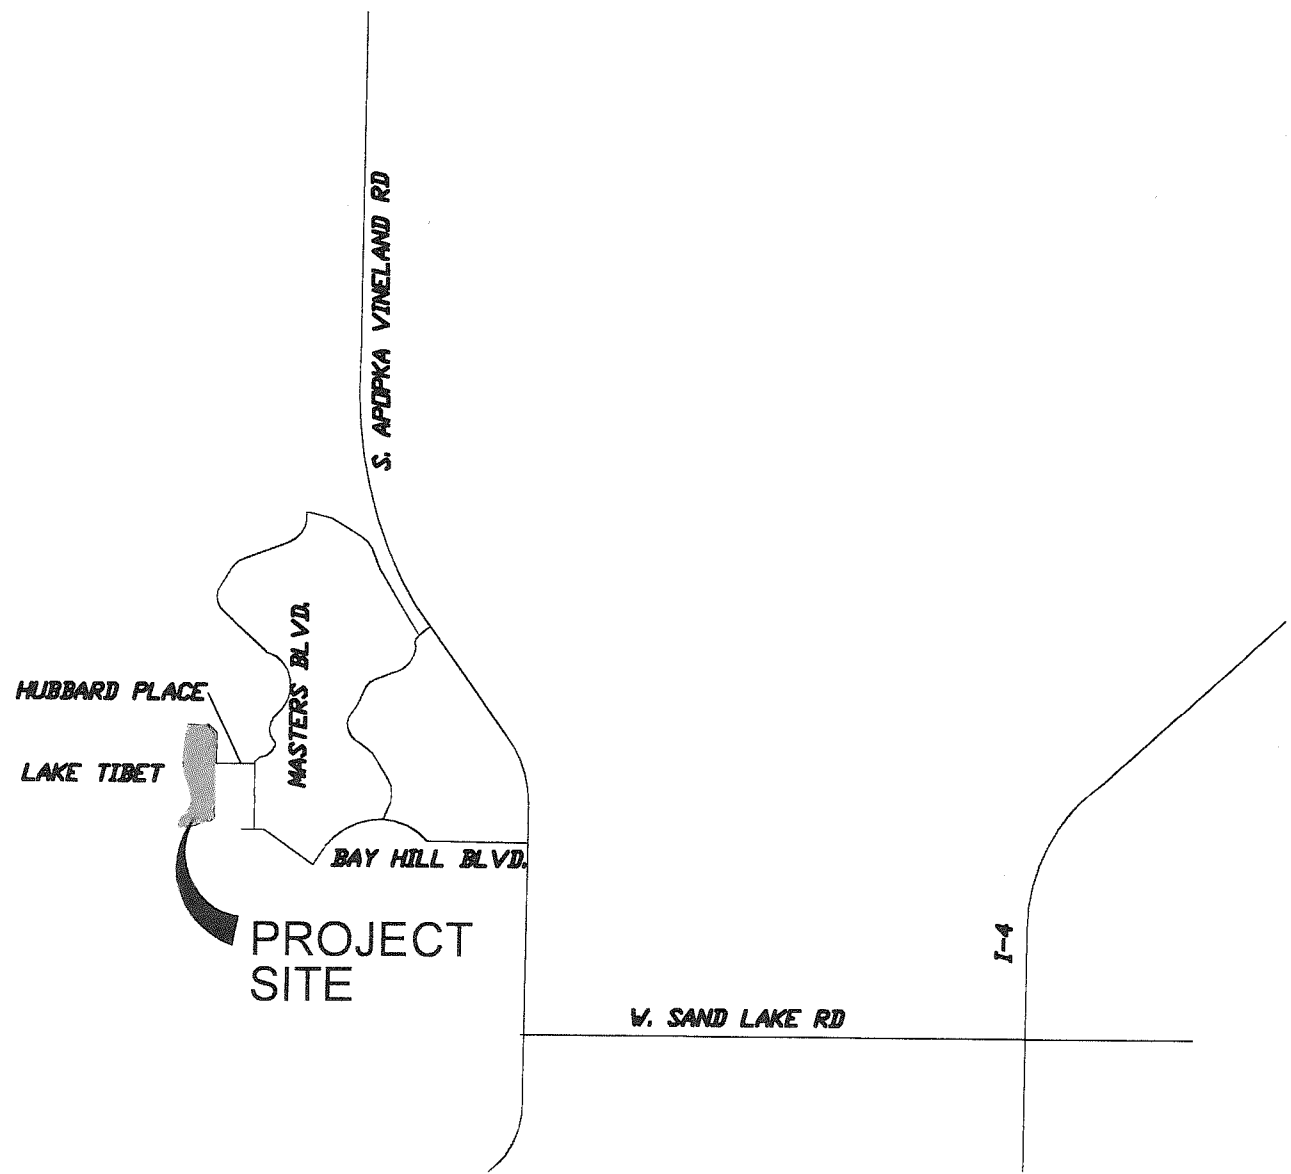 S. APOPKA VINELAND RD
MASTERS BLVD.
HUBBARD PLACE
LAKE TIBET
BAY HILL BLVD.
PROJECT
SITE
I-4
W. SAND LAKE RD